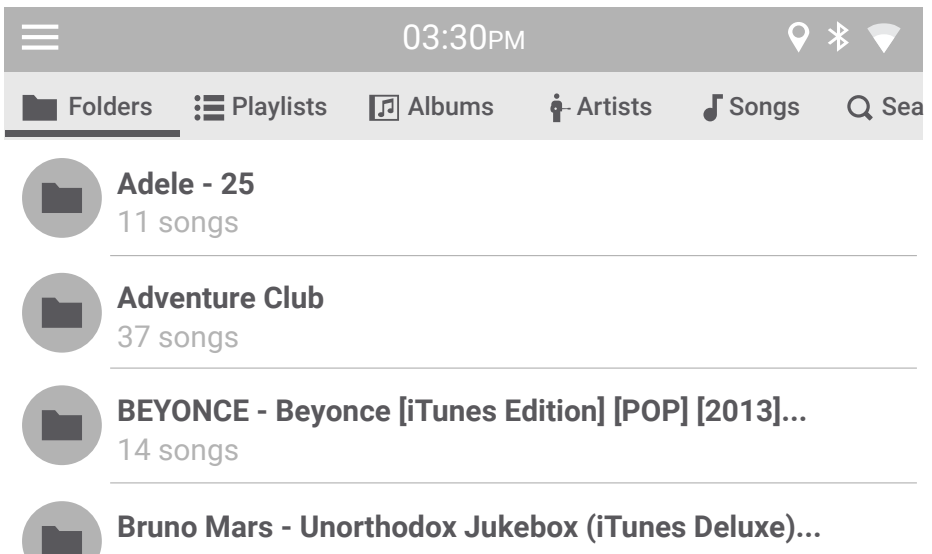 03:30PM
Folders Playlists Albums Artists Songs Sea
Adele - 25
11 songs
Adventure Club
37 songs
BEYONCE - Beyonce [iTunes Edition] [POP] [2013]...
14 songs
Bruno Mars - Unorthodox Jukebox (iTunes Deluxe)...